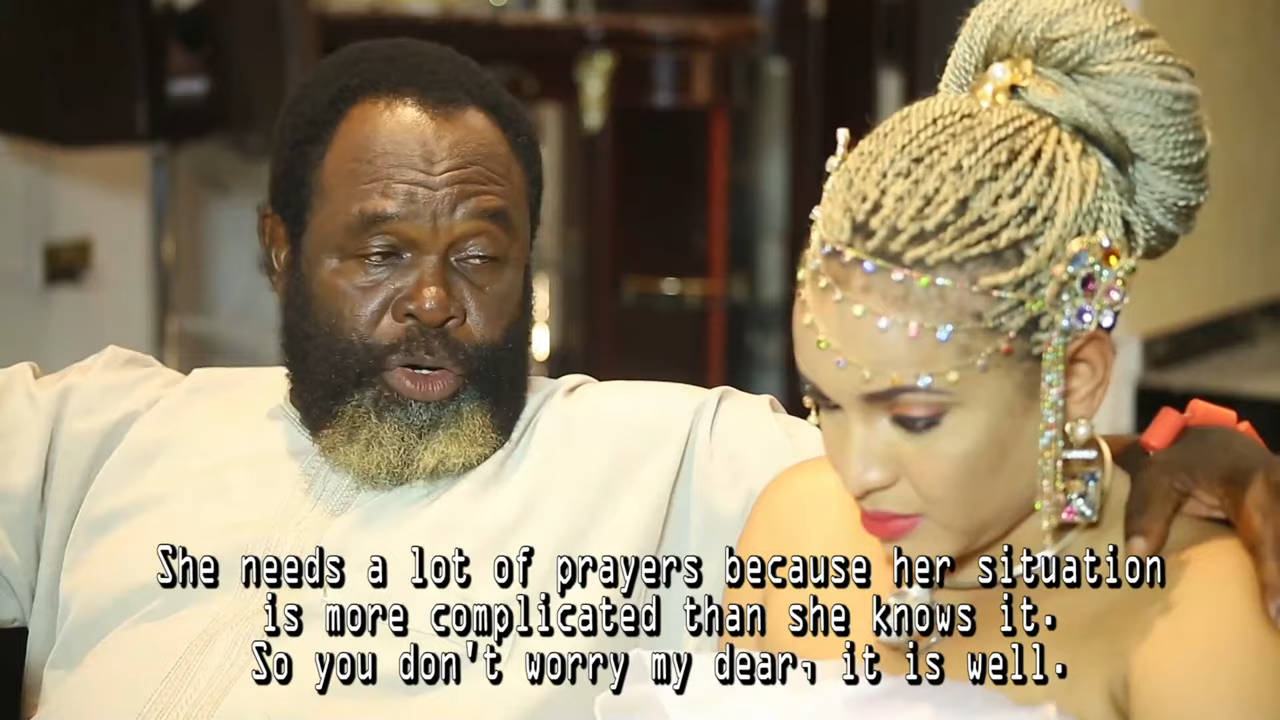 She needs a lot of prayers because her situation
is more complicated than she knows it.
So you don't worry my dear, it is well.